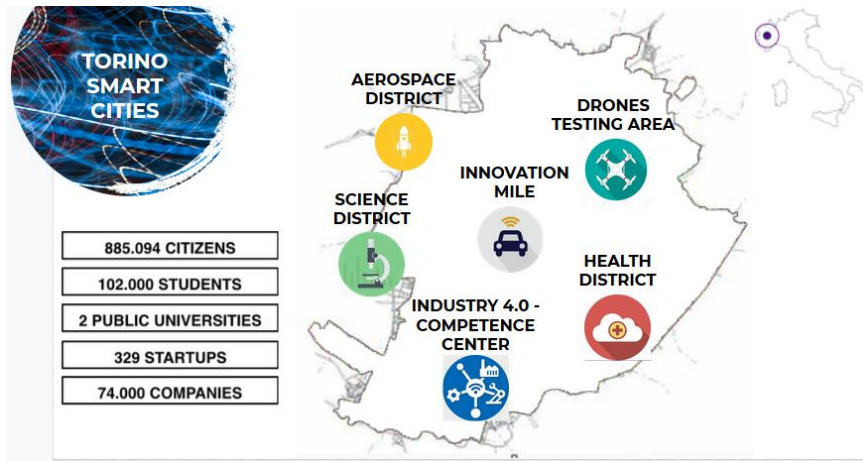 TORINO
SMART
CITIES
885.094 CITIZENS
102.000 STUDENTS
2 PUBLIC UNIVERSITIES
329 STARTUPS
74.000 COMPANIES
AEROSPACE
DISTRICT
DRONES
TESTING AREA
INNOVATION
MILE
SCIENCE
DISTRICT
HEALTH
DISTRICT
INDUSTRY 4.0 -
COMPETENCE
CENTER